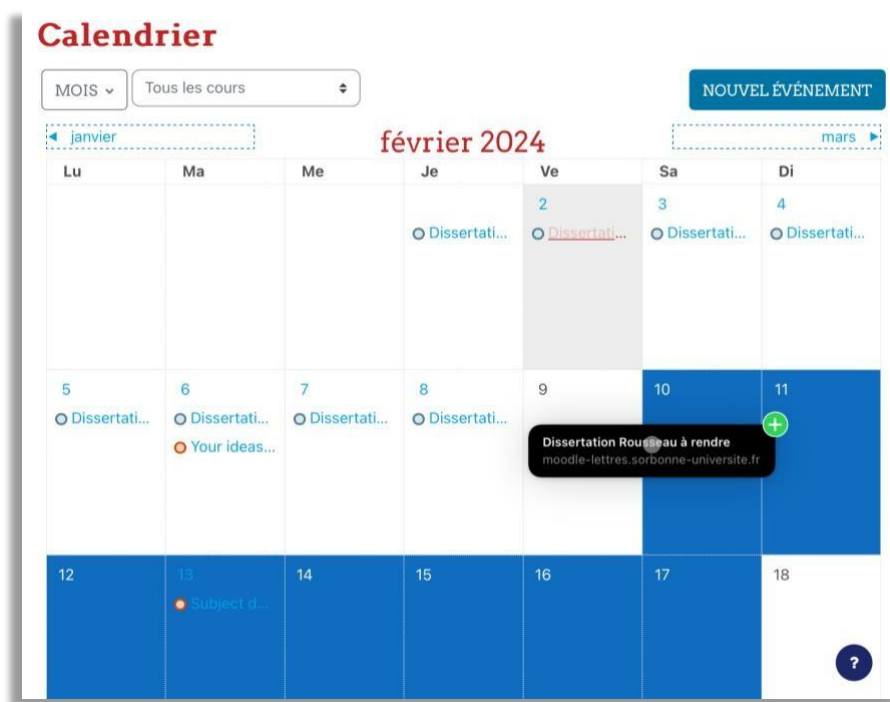 Calendrier
MOIS Tous les cours NOUVEL ÉVÉNEMENT
janvier février 2024 mars
Lu Ma Me Je Ve Sa Di
2 3 4
Dissertati... Dissertati... Dissertati... Dissertati...
5 6 7 8 9 10 11
Dissertati... Dissertati... Dissertati... Dissertati...
Your ideas...
Dissertation Rousseau à rendre
moodle-lettres.sorbonne-universite.fr
12 13 14 15 16 17 18
Subject d...
?